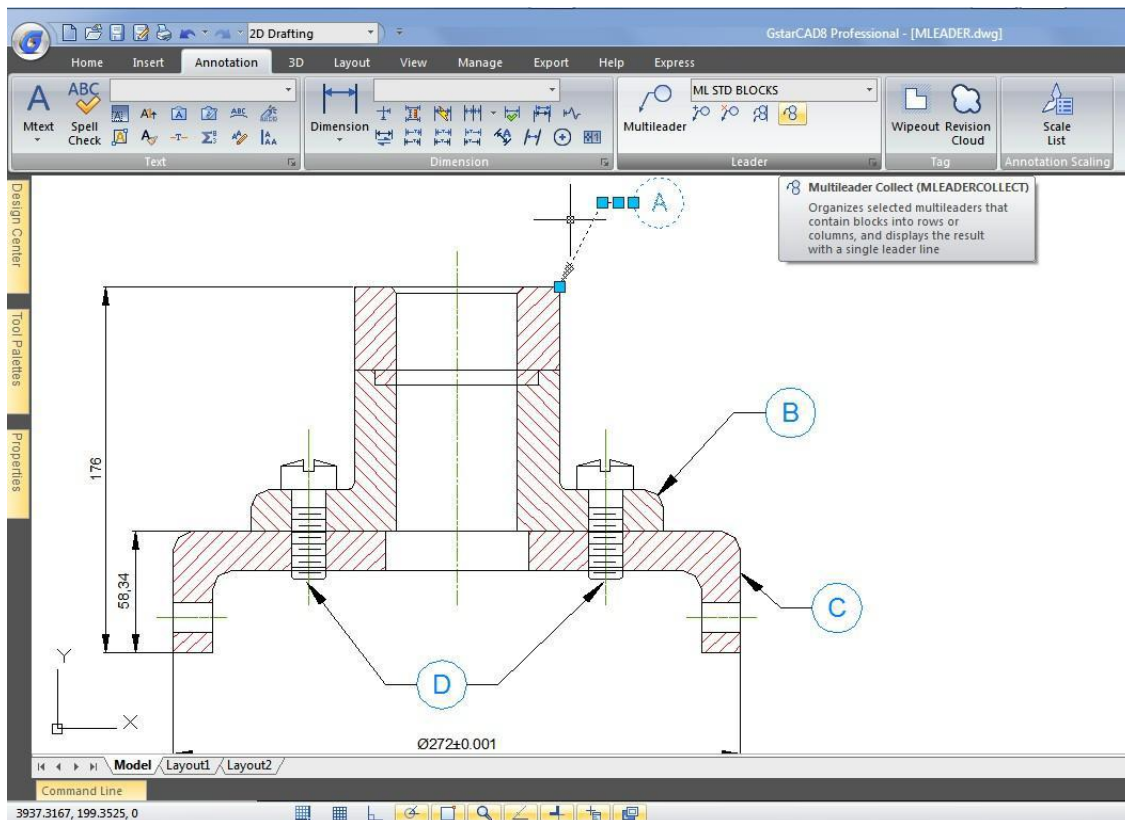 2D Drafting
GstarCAD8 Professional - [MLEADER.dwg]
Home Insert Annotation 3D Layout View Manage Export Help Express
ML STD BLOCKS
Mtext
ABC
Spell Check
Dimension
Multileader
Wipeout
Revision Cloud
Scale List
Text
Dimension
Leader
Tag
Annotation Scaling
Multileader Collect (MLEADERCOLLECT)
Organizes selected multileaders that
contain blocks into rows or
columns, and displays the result
with a single leader line
Design Center
Tool Palettes
Properties
A
B
C
D
176
58,34
Ø272±0.001
Y
X
Model Layout1 Layout2
Command Line
3937.3167, 199.3525, 0